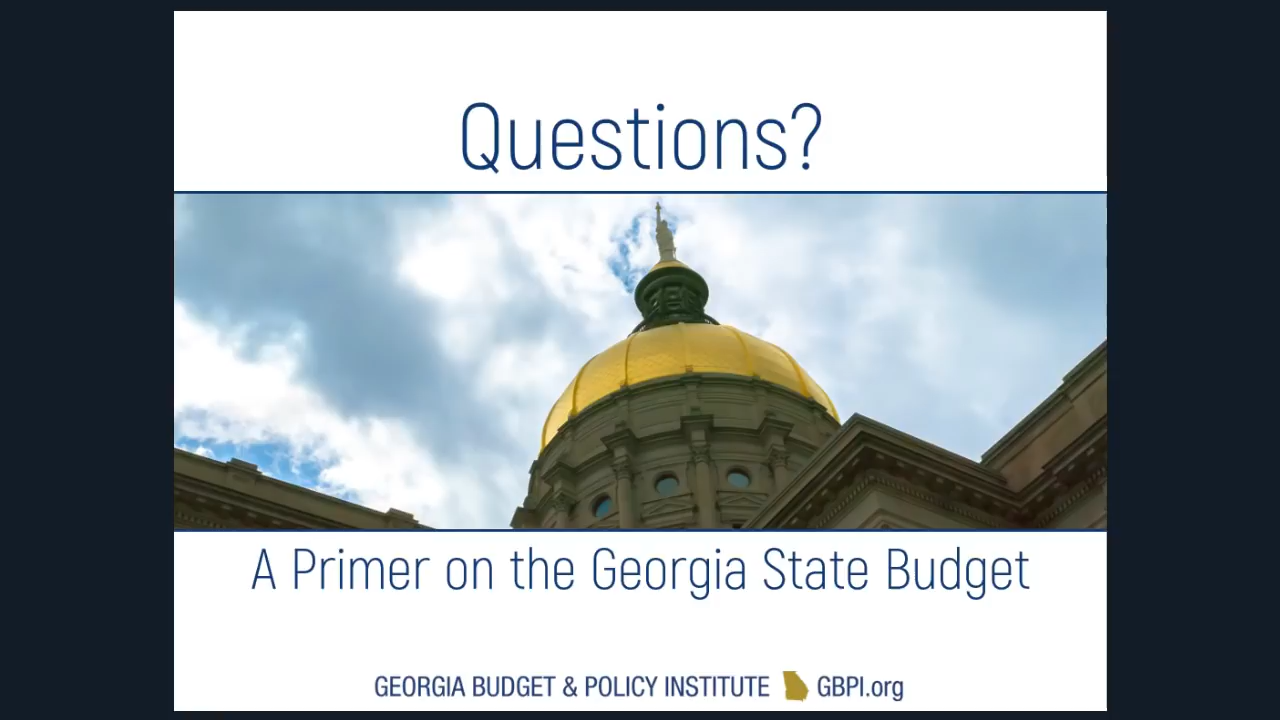 Questions?
A Primer on the Georgia State Budget
GEORGIA BUDGET & POLICY INSTITUTE GBPI.org